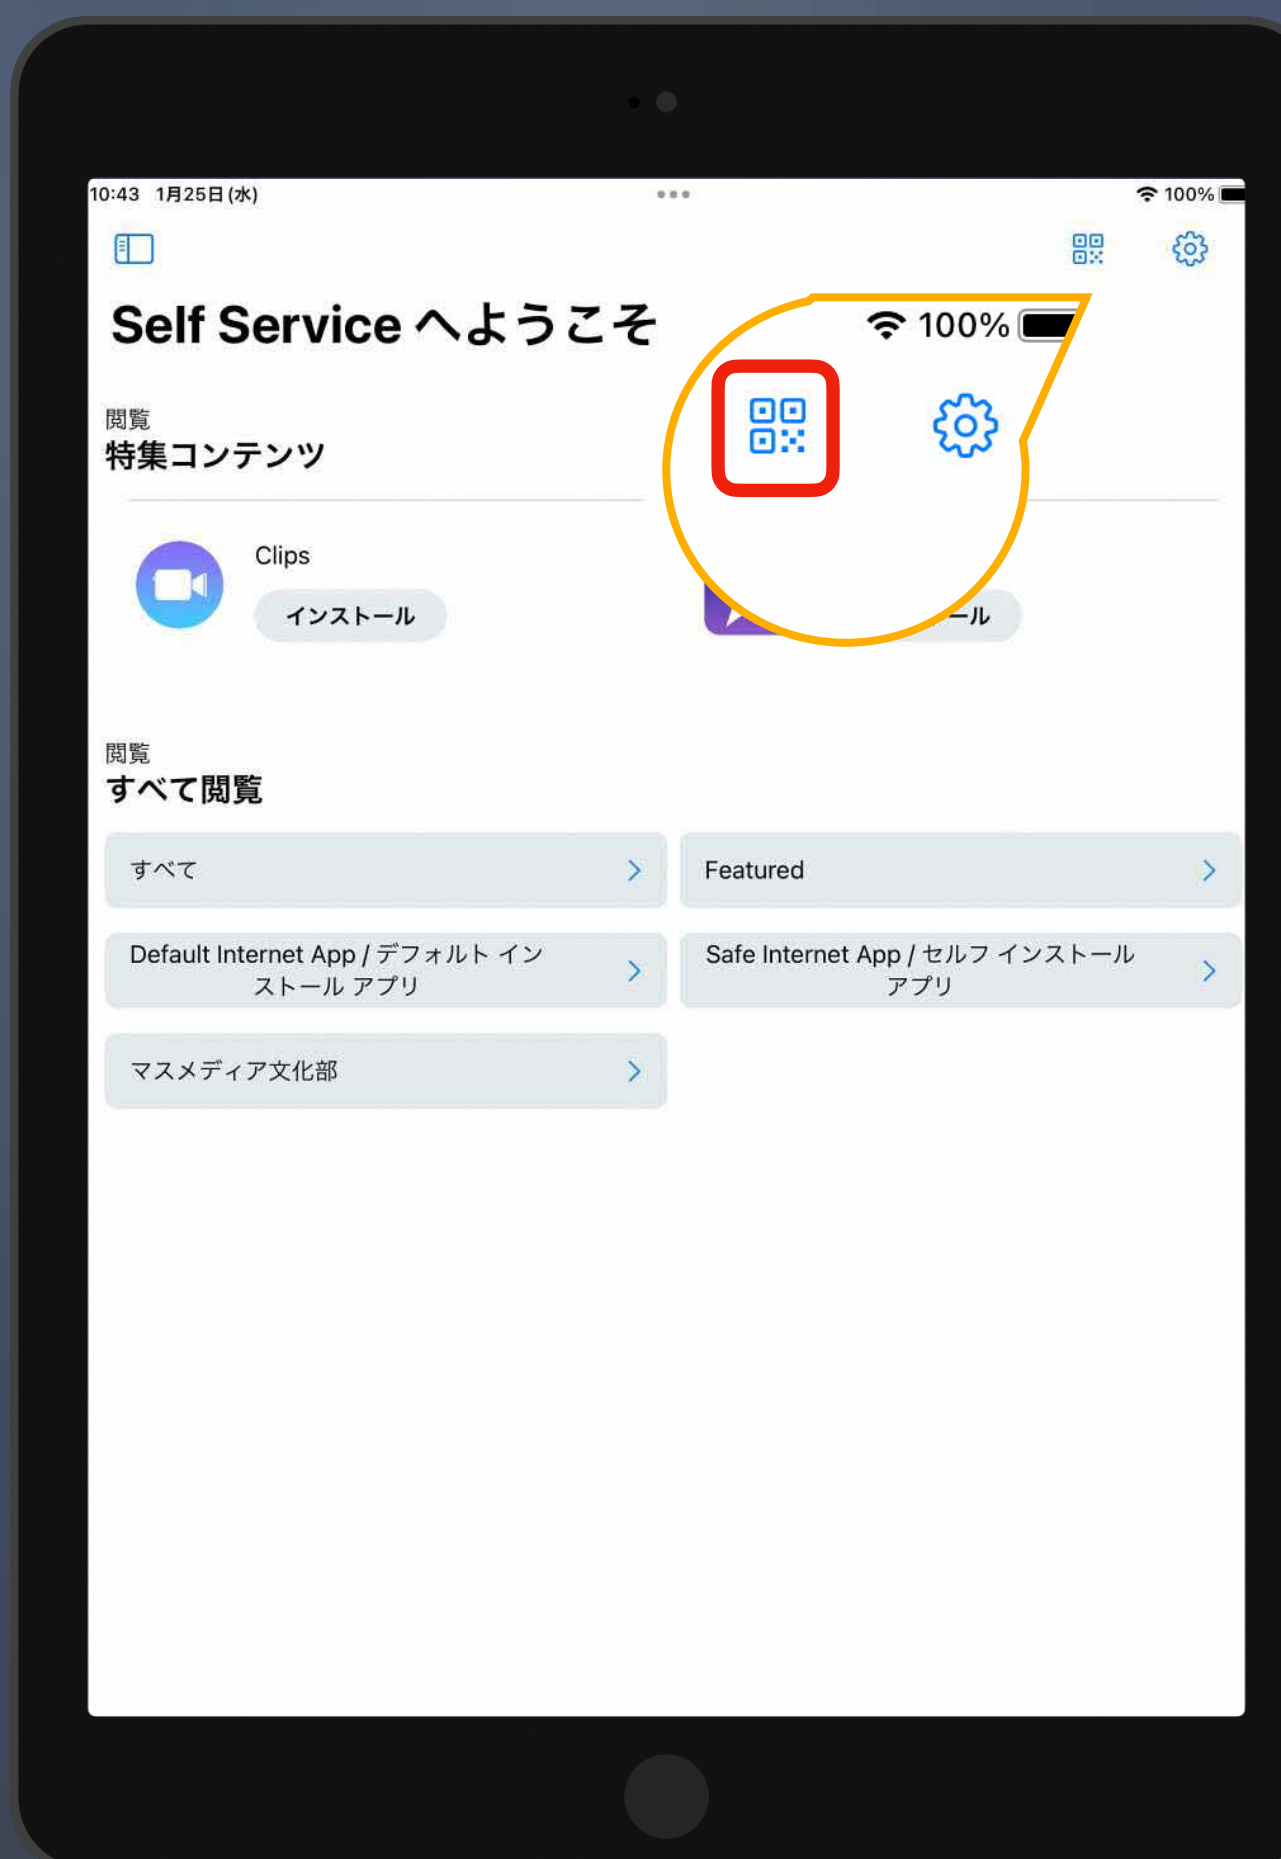 10:43 1月25日(水)
100%
Self Service へようこそ
100%
閲覧
特集コンテンツ
Clips
インストール
ール
閲覧
すべて閲覧
すべて
Featured
Default Internet App / デフォルト イン
ストール アプリ
Safe Internet App / セルフ インストール
アプリ
マスメディア文化部